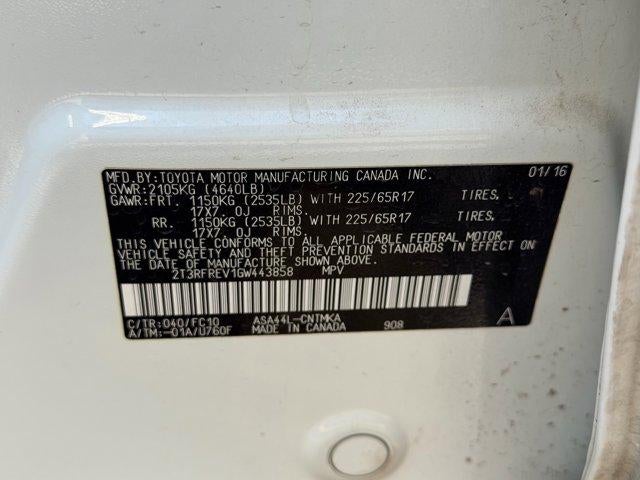 MFD.BY:TOYOTA MOTOR MANUFACTURING CANADA INC. 01/16
GVWR:2105KG (4640LB)
GAWR:FRT. 1150KG (2535LB) WITH 225/65R17 TIRES.
17X7.0J RIMS.
RR. 1150KG (2535LB) WITH 225/65R17 TIRES.
17X7.0J RIMS.
THIS VEHICLE CONFORMS TO ALL APPLICABLE FEDERAL MOTOR
VEHICLE SAFETY AND THEFT PREVENTION STANDARDS IN EFFECT ON
THE DATE OF MANUFACTURE SHOWN ABOVE.
2T3RFREV1GW443858 MPV
C/TR:040/FC10 ASA44L-CNTMKA A
A/TM:-01A/U760F MADE IN CANADA 908